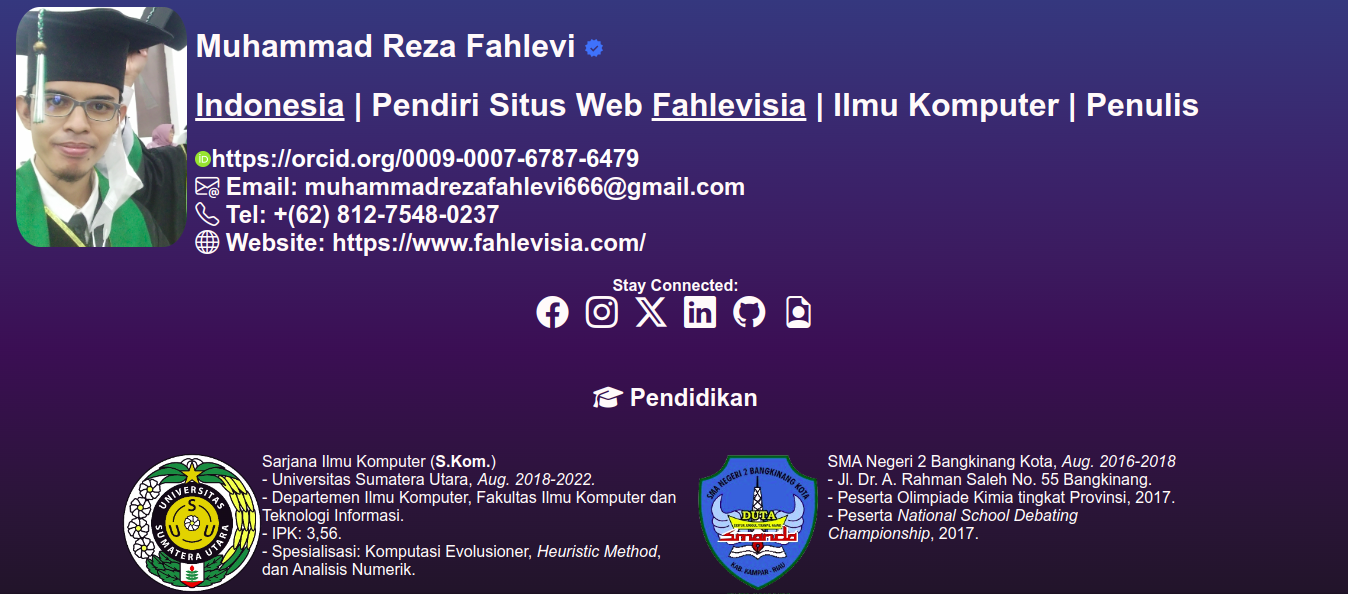 Muhammad Reza Fahlevi
Indonesia | Pendiri Situs Web Fahlevisia | Ilmu Komputer | Penulis
iD https://orcid.org/0009-0007-6787-6479
Email: muhammadrezafahlevi666@gmail.com
Tel: +(62) 812-7548-0237
Website: https://www.fahlevisia.com/
Stay Connected:
Pendidikan
UNIVERSITAS
SUMATERA UTARA
Sarjana Ilmu Komputer (S.Kom.)
- Universitas Sumatera Utara, Aug. 2018-2022.
- Departemen Ilmu Komputer, Fakultas Ilmu Komputer dan
Teknologi Informasi.
- IPK: 3,56.
- Spesialisasi: Komputasi Evolusioner, Heuristic Method,
dan Analisis Numerik.
SMA NEGERI 2 BANGKINANG KOTA
DUTA
smanda
KAB. KAMPAR - RIAU
SMA Negeri 2 Bangkinang Kota, Aug. 2016-2018
- Jl. Dr. A. Rahman Saleh No. 55 Bangkinang.
- Peserta Olimpiade Kimia tingkat Provinsi, 2017.
- Peserta National School Debating
Championship, 2017.